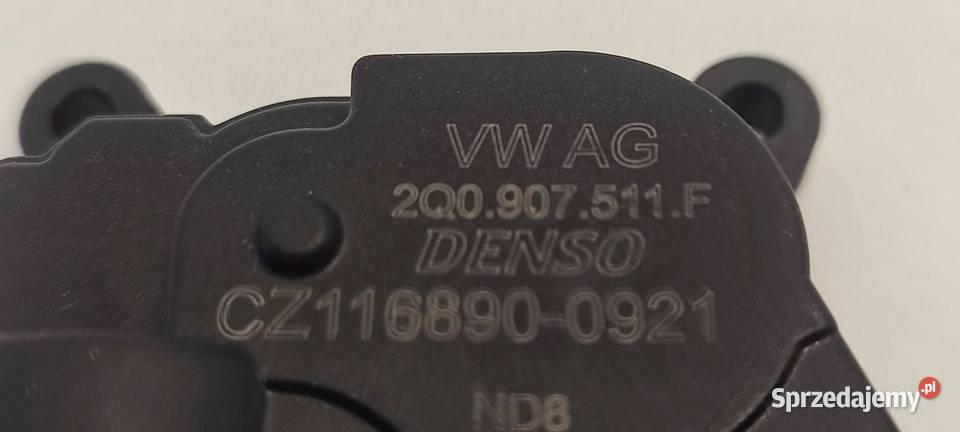 VW AG
2Q0.907.511.F
DENSO
CZ116890-0921
ND8
Sprzedajemy.pl